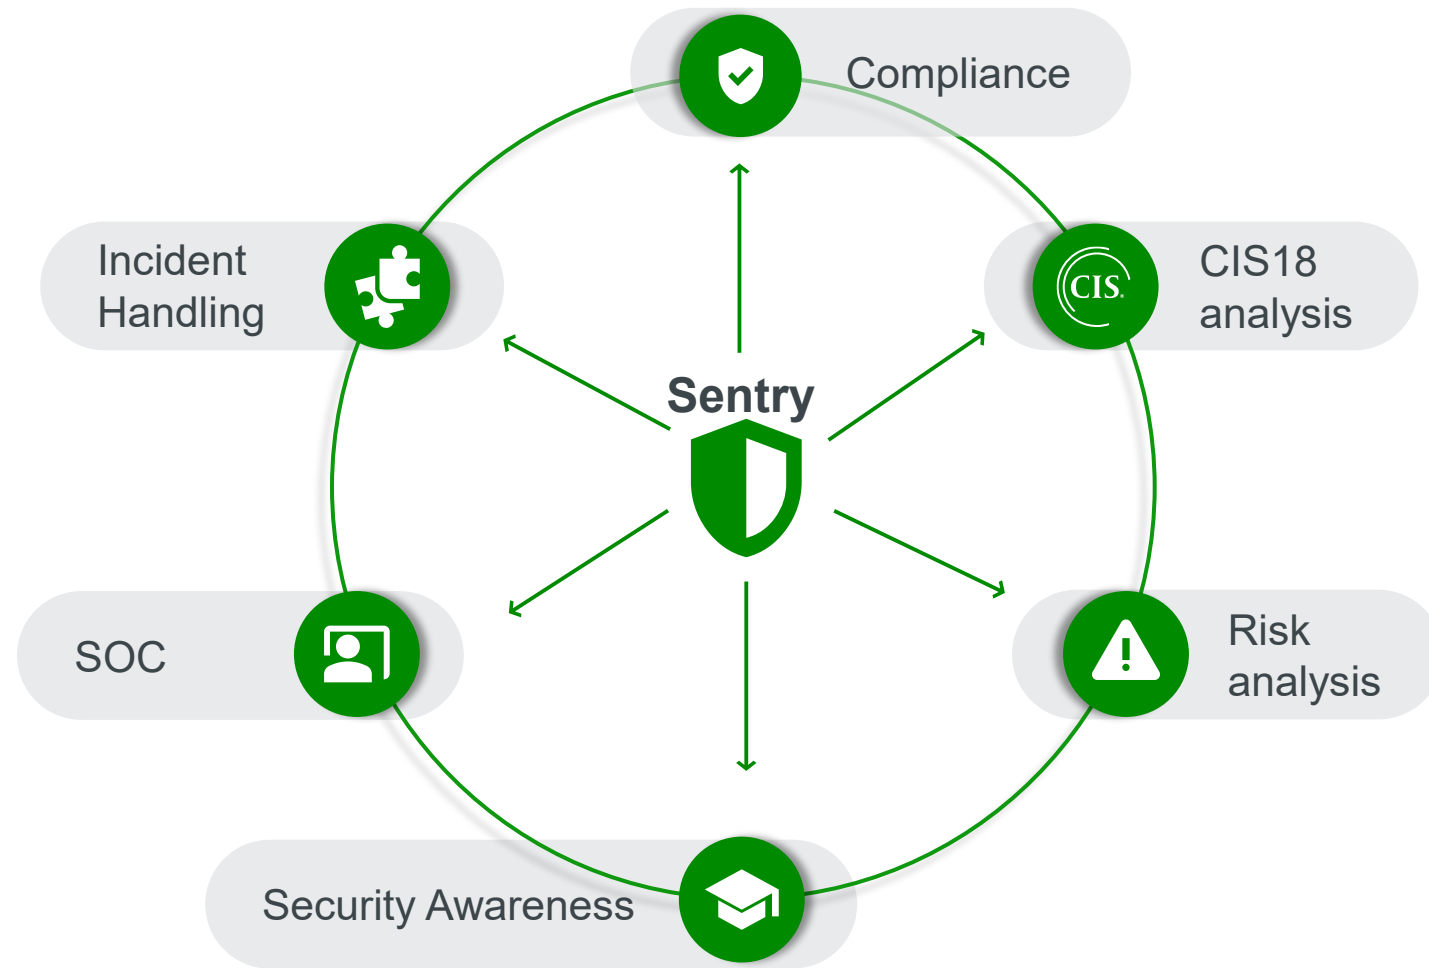 Compliance
Incident
Handling
CIS18
analysis
CIS.
Sentry
SOC
Risk
analysis
Security Awareness